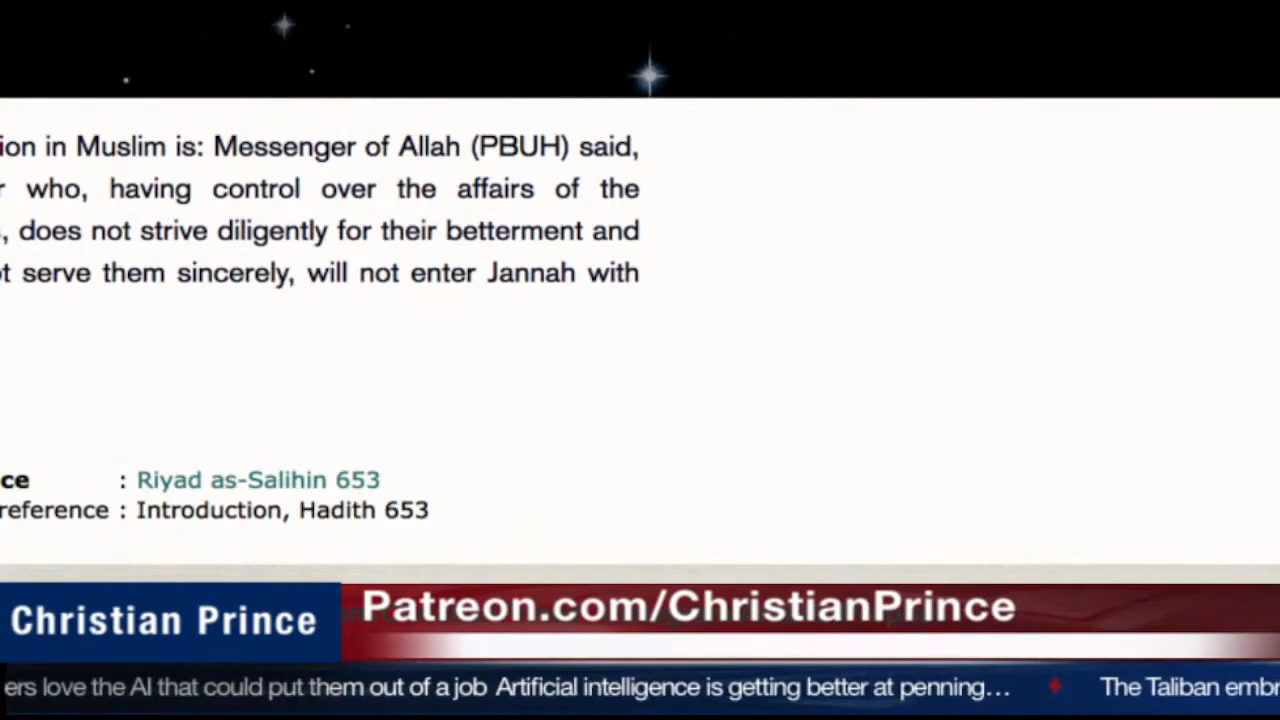 ion in Muslim is: Messenger of Allah (PBUH) said,
r who, having control over the affairs of the
s, does not strive diligently for their betterment and
ot serve them sincerely, will not enter Jannah with
ce : Riyad as-Salihin 653
reference : Introduction, Hadith 653
Christian Prince
Patreon.com/ChristianPrince
ers love the AI that could put them out of a job Artificial intelligence is getting better at penning... The Taliban embr